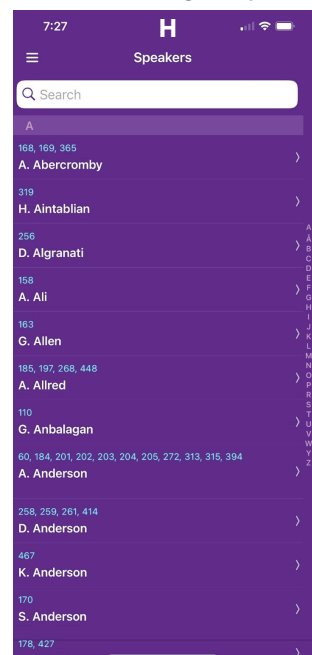 7:27
H
Speakers
Search
A
168, 169, 365
A. Abercromby
319
H. Aintablian
256
D. Algranati
158
A. Ali
163
G. Allen
185, 197, 268, 448
A. Allred
110
G. Anbalagan
60, 184, 201, 202, 203, 204, 205, 272, 313, 315, 394
A. Anderson
258, 259, 261, 414
D. Anderson
467
K. Anderson
170
S. Anderson
178, 427
A
Å
B
C
D
E
F
G
H
I
J
K
L
M
N
O
P
R
S
T
U
V
W
Y
Z